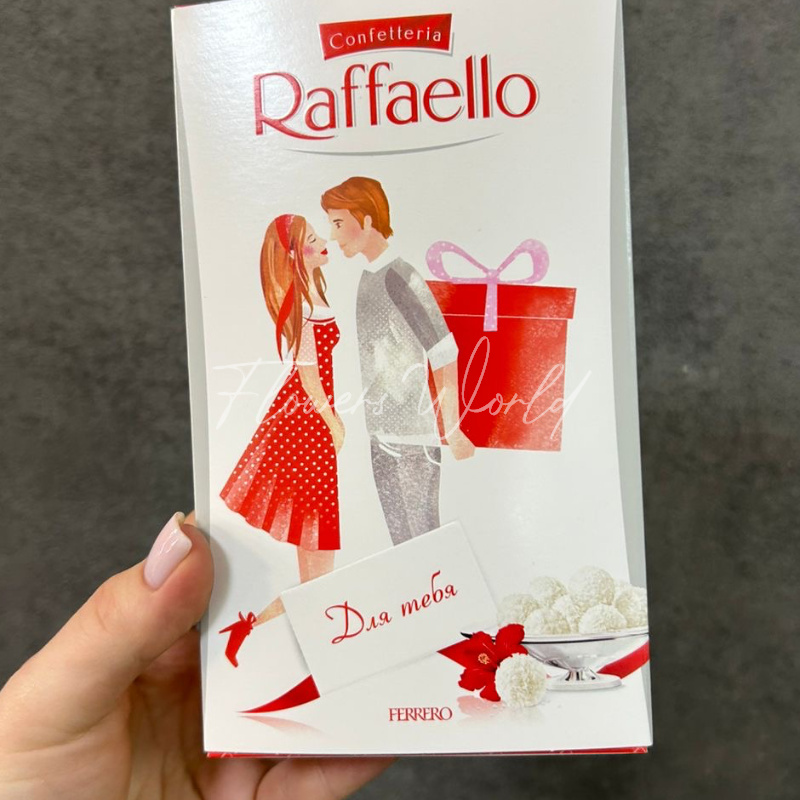 Confetteria
Raffaello
Flowers World
Для тебя
FERRERO